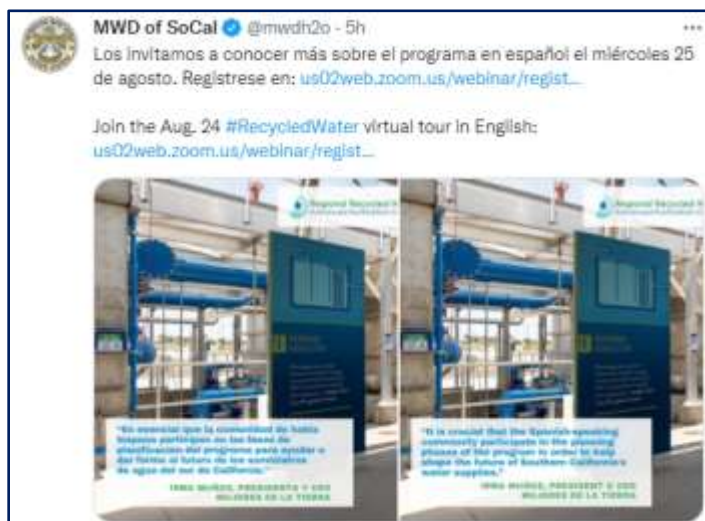 MWD of SoCal @mwdh2o · 5h
Los invitamos a conocer más sobre el programa en español el miércoles 25
de agosto. Registrese en: us02web.zoom.us/webinar/regist...
Join the Aug. 24 #RecycledWater virtual tour in English:
us02web.zoom.us/webinar/regist...
Regional Recycled
"Es esencial que la comunidad de habla
hispana participen en las fases de
planificación del programa para ayudar a
dar forma al futuro de los suministros
de agua del sur de California."
IRMA MUÑOZ, PRESIDENTA Y CEO
MUJERES DE LA TIERRA
Regional Recycled
"It is crucial that the Spanish-speaking
community participate in the planning
phases of the program in order to help
shape the future of Southern California's
water supplies."
IRMA MUÑOZ, PRESIDENT & CEO
MUJERES DE LA TIERRA